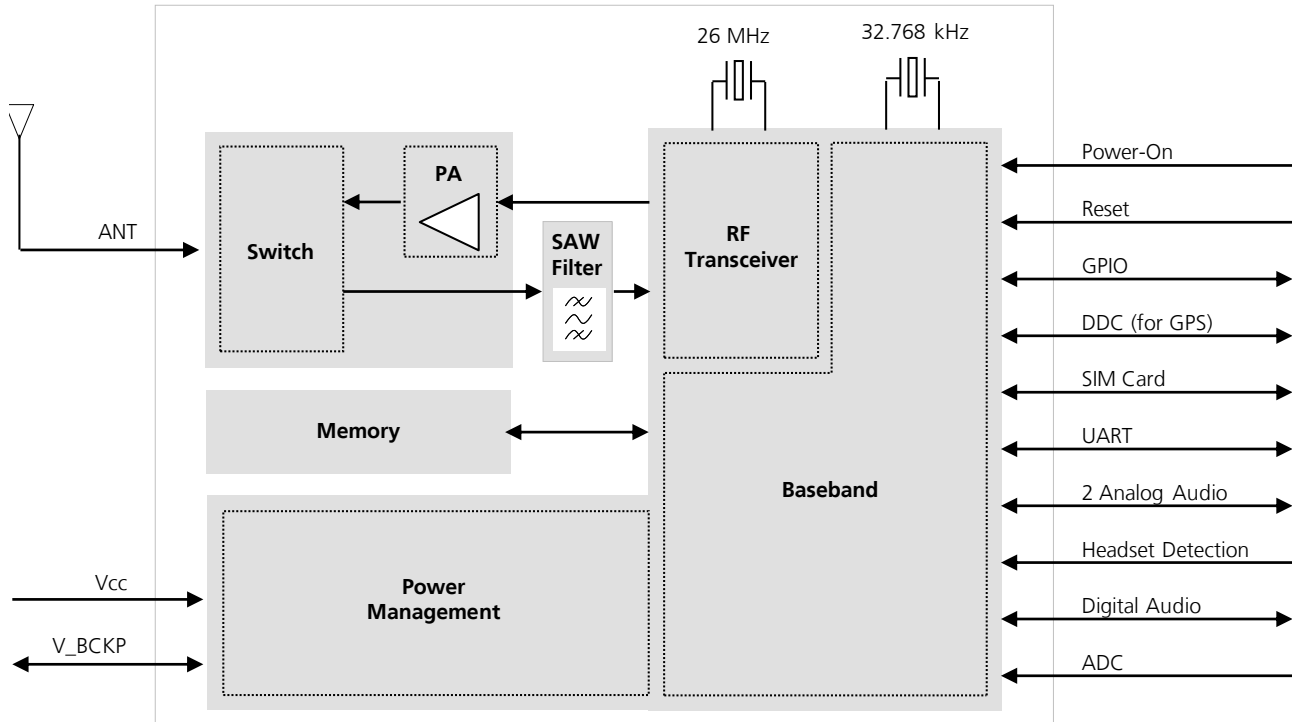 26 MHz
32.768 kHz
ANT
Switch
PA
SAW
Filter
RF
Transceiver
Memory
Baseband
Power
Management
Vcc
V_BCKP
Power-On
Reset
GPIO
DDC (for GPS)
SIM Card
UART
2 Analog Audio
Headset Detection
Digital Audio
ADC